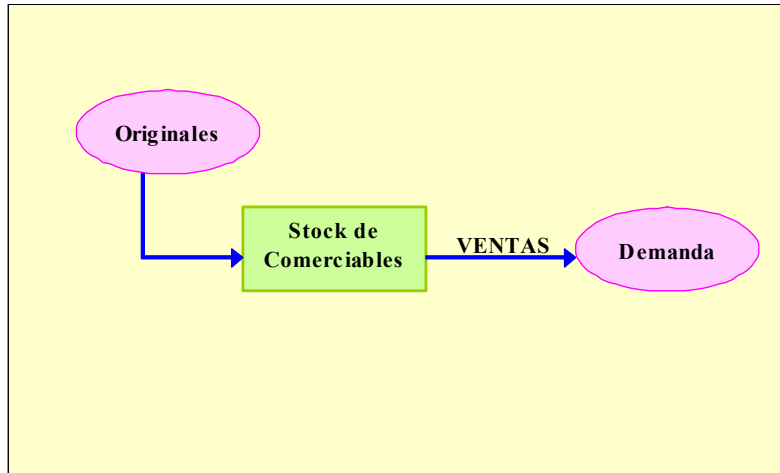 Originales
Stock de
Comerciables
VENTAS
Demanda